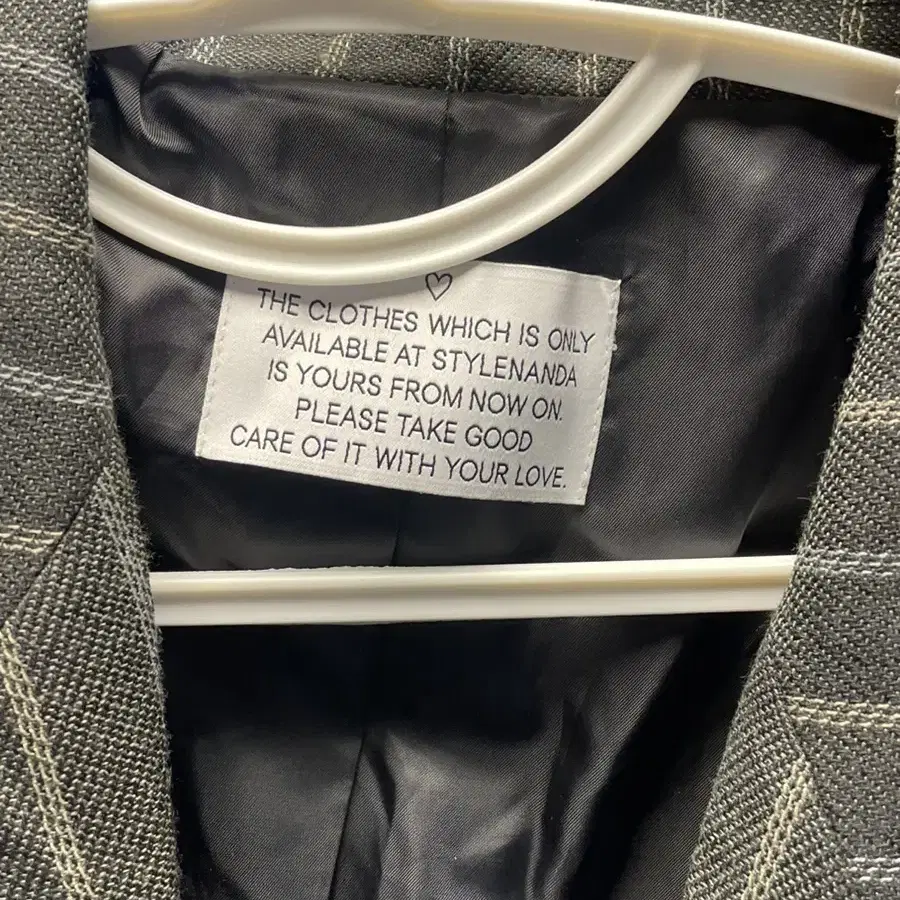 THE CLOTHES WHICH IS ONLY
AVAILABLE AT STYLENANDA
IS YOURS FROM NOW ON.
PLEASE TAKE GOOD
CARE OF IT WITH YOUR LOVE.